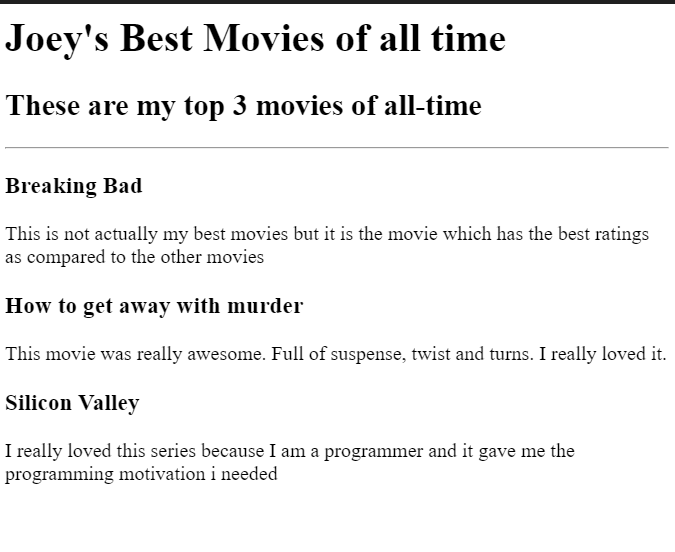 Joey's Best Movies of all time
These are my top 3 movies of all-time
Breaking Bad
This is not actually my best movies but it is the movie which has the best ratings
as compared to the other movies
How to get away with murder
This movie was really awesome. Full of suspense, twist and turns. I really loved it.
Silicon Valley
I really loved this series because I am a programmer and it gave me the
programming motivation i needed